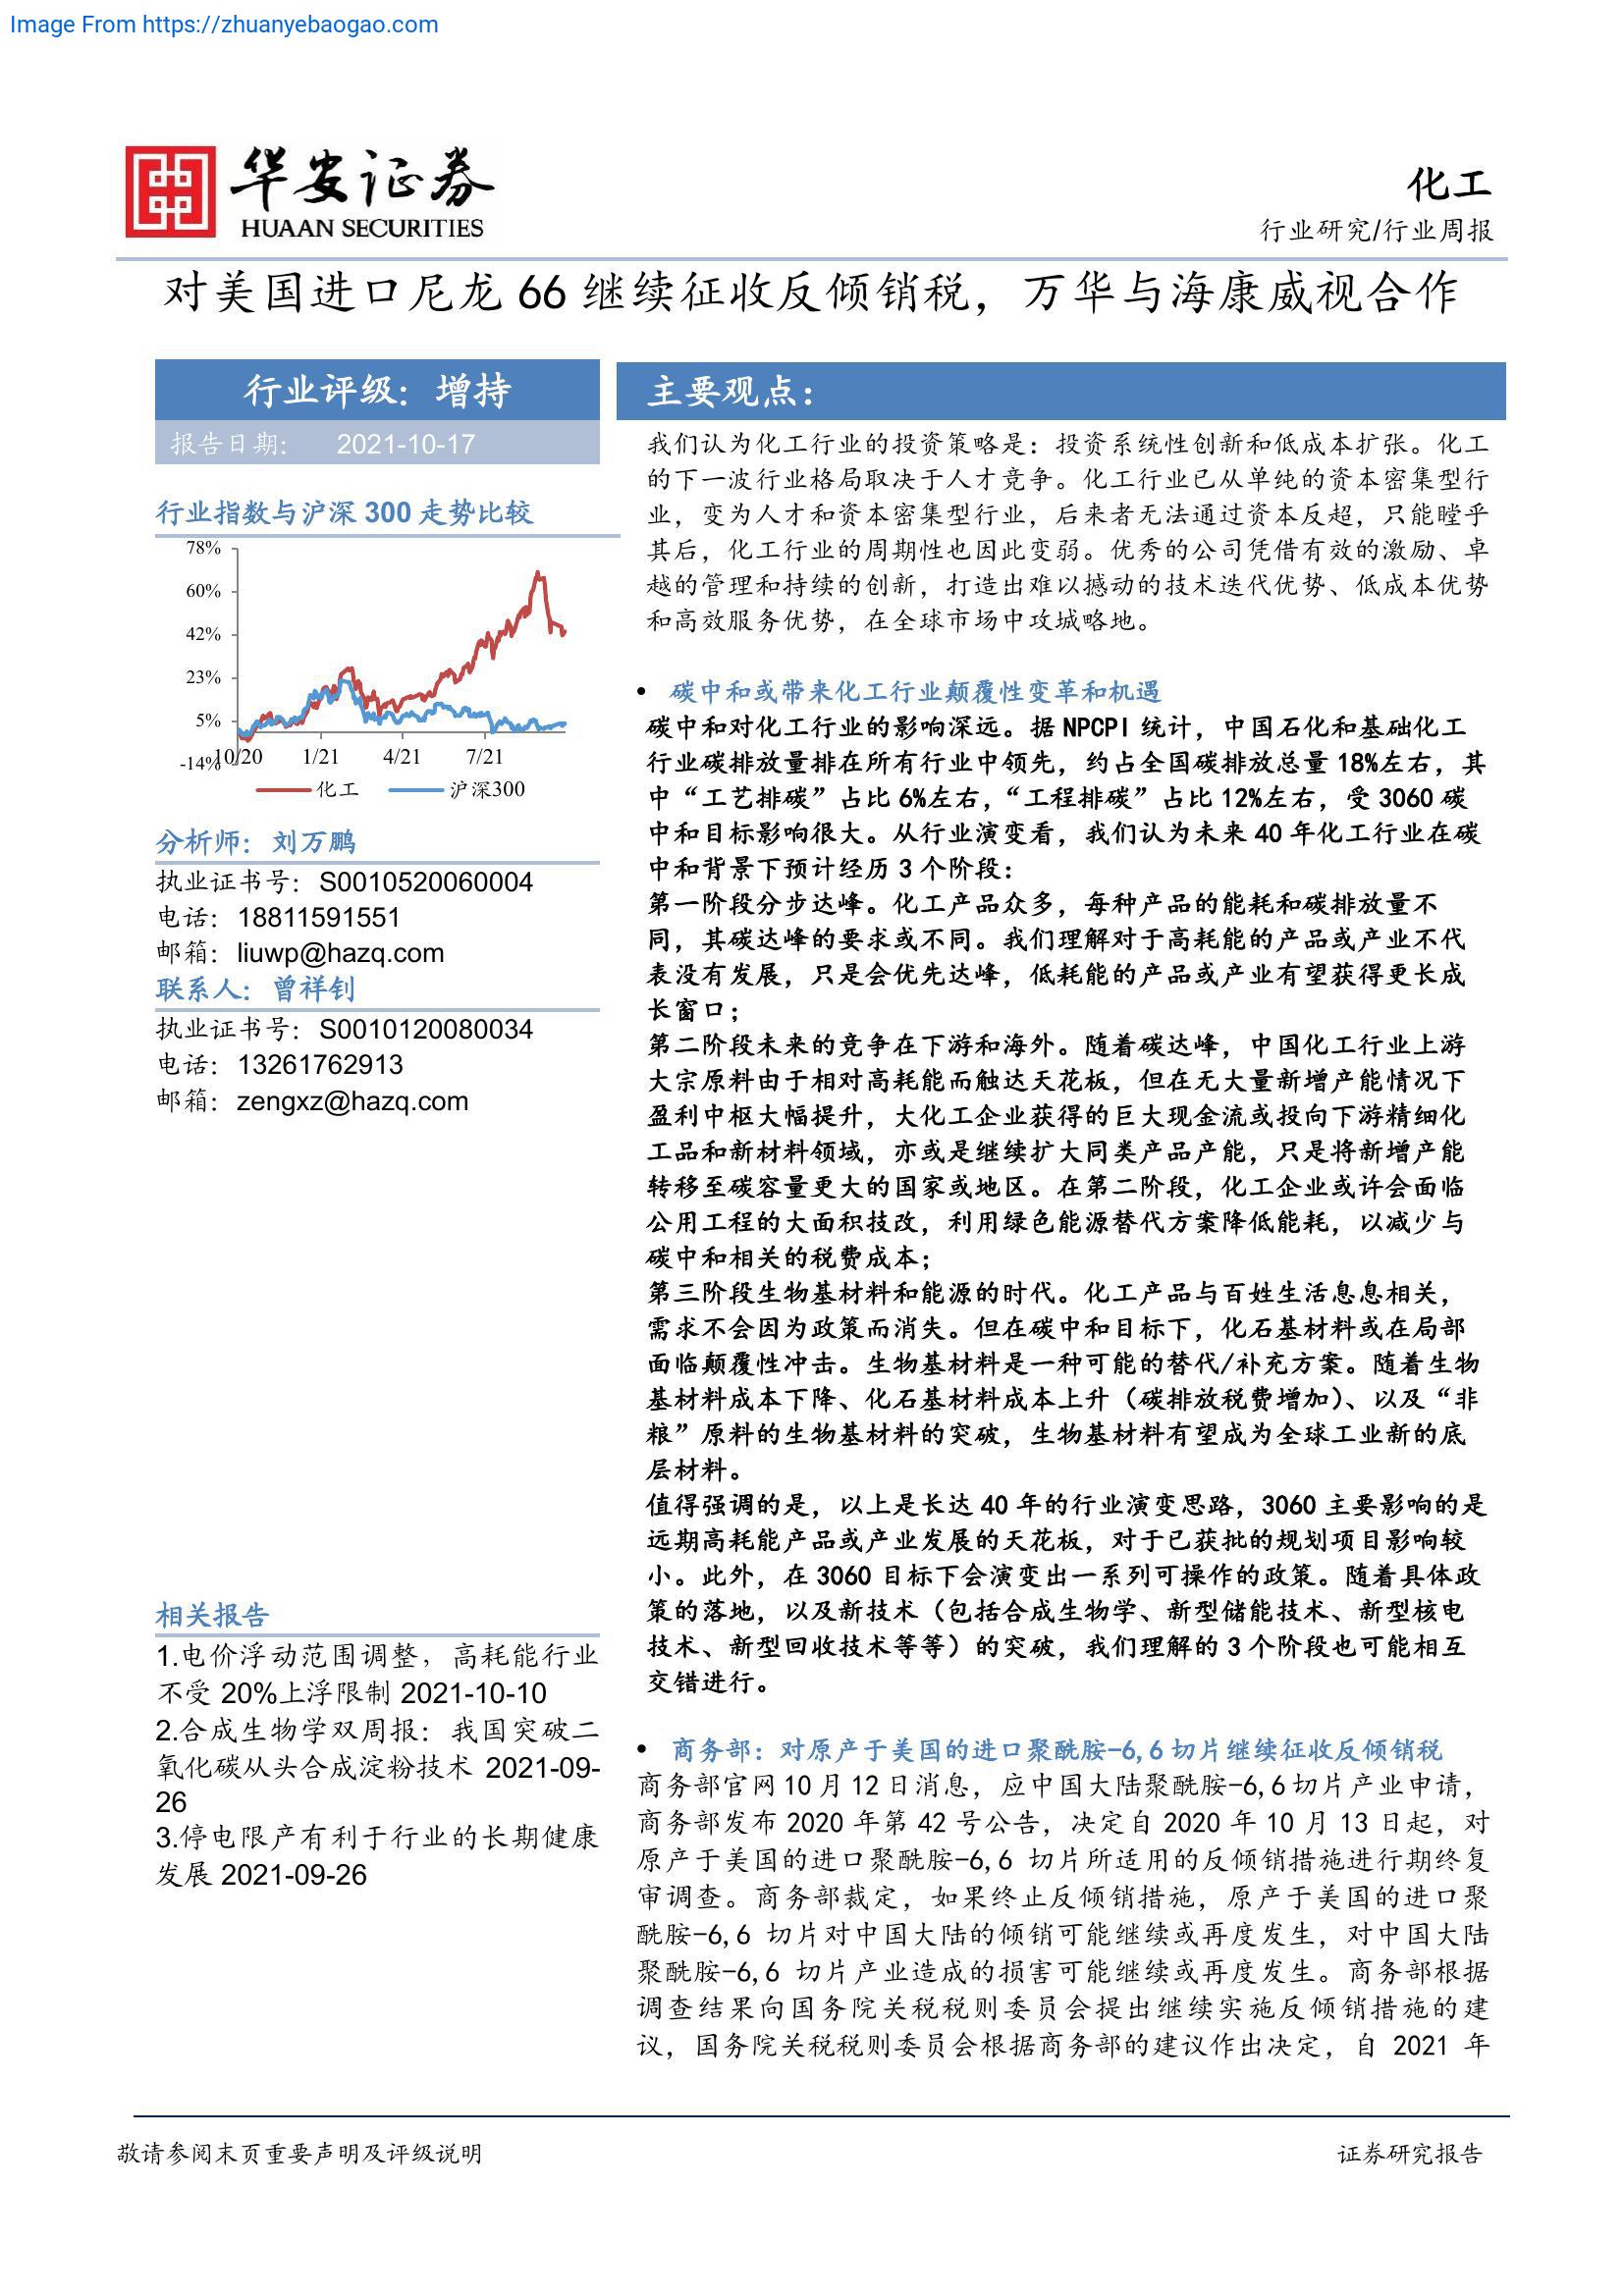 Image From https://zhuanyebaogao.com
华安证券
HUAAN SECURITIES
化工
行业研究/行业周报
对美国进口尼龙 66 继续征收反倾销税，万华与海康威视合作
行业评级：增持
报告日期： 2021-10-17
行业指数与沪深 300 走势比较
78%
60%
42%
23%
5%
-14%
10/20 1/21 4/21 7/21
化工 沪深300
分析师：刘万鹏
执业证书号：S0010520060004
电话：18811591551
邮箱：liuwp@hazq.com
联系人：曾祥钊
执业证书号：S0010120080034
电话：13261762913
邮箱：zengxz@hazq.com
相关报告
1.电价浮动范围调整，高耗能行业
不受 20%上浮限制 2021-10-10
2.合成生物学双周报：我国突破二
氧化碳从头合成淀粉技术 2021-09-
26
3.停电限产有利于行业的长期健康
发展 2021-09-26
主要观点：
我们认为化工行业的投资策略是：投资系统性创新和低成本扩张。化工
的下一波行业格局取决于人才竞争。化工行业已从单纯的资本密集型行
业，变为人才和资本密集型行业，后来者无法通过资本反超，只能瞠乎
其后，化工行业的周期性也因此变弱。优秀的公司凭借有效的激励、卓
越的管理和持续的创新，打造出难以撼动的技术迭代优势、低成本优势
和高效服务优势，在全球市场中攻城略地。
• 碳中和或带来化工行业颠覆性变革和机遇
碳中和对化工行业的影响深远。据 NPCPI 统计，中国石化和基础化工
行业碳排放量排在所有行业中领先，约占全国碳排放总量 18%左右，其
中“工艺排碳”占比 6%左右，“工程排碳”占比 12%左右，受 3060 碳
中和目标影响很大。从行业演变看，我们认为未来 40 年化工行业在碳
中和背景下预计经历 3 个阶段：
第一阶段分步达峰。化工产品众多，每种产品的能耗和碳排放量不
同，其碳达峰的要求或不同。我们理解对于高耗能的产品或产业不代
表没有发展，只是会优先达峰，低耗能的产品或产业有望获得更长成
长窗口；
第二阶段未来的竞争在下游和海外。随着碳达峰，中国化工行业上游
大宗原料由于相对高耗能而触达天花板，但在无大量新增产能情况下
盈利中枢大幅提升，大化工企业获得的巨大现金流或投向下游精细化
工品和新材料领域，亦或是继续扩大同类产品产能，只是将新增产能
转移至碳容量更大的国家或地区。在第二阶段，化工企业或许会面临
公用工程的大面积技改，利用绿色能源替代方案降低能耗，以减少与
碳中和相关的税费成本；
第三阶段生物基材料和能源的时代。化工产品与百姓生活息息相关，
需求不会因为政策而消失。但在碳中和目标下，化石基材料或在局部
面临颠覆性冲击。生物基材料是一种可能的替代/补充方案。随着生物
基材料成本下降、化石基材料成本上升（碳排放税费增加）、以及“非
粮”原料的生物基材料的突破，生物基材料有望成为全球工业新的底
层材料。
值得强调的是，以上是长达 40 年的行业演变思路，3060 主要影响的是
远期高耗能产品或产业发展的天花板，对于已获批的规划项目影响较
小。此外，在 3060 目标下会演变出一系列可操作的政策。随着具体政
策的落地，以及新技术（包括合成生物学、新型储能技术、新型核电
技术、新型回收技术等等）的突破，我们理解的 3 个阶段也可能相互
交错进行。
• 商务部：对原产于美国的进口聚酰胺-6,6 切片继续征收反倾销税
商务部官网 10 月 12 日消息，应中国大陆聚酰胺-6,6 切片产业申请，
商务部发布 2020 年第 42 号公告，决定自 2020 年 10 月 13 日起，对
原产于美国的进口聚酰胺-6,6 切片所适用的反倾销措施进行期终复
审调查。商务部裁定，如果终止反倾销措施，原产于美国的进口聚
酰胺-6,6 切片对中国大陆的倾销可能继续或再度发生，对中国大陆
聚酰胺-6,6 切片产业造成的损害可能继续或再度发生。商务部根据
调查结果向国务院关税税则委员会提出继续实施反倾销措施的建
议，国务院关税税则委员会根据商务部的建议作出决定，自 2021 年
敬请参阅末页重要声明及评级说明
证券研究报告